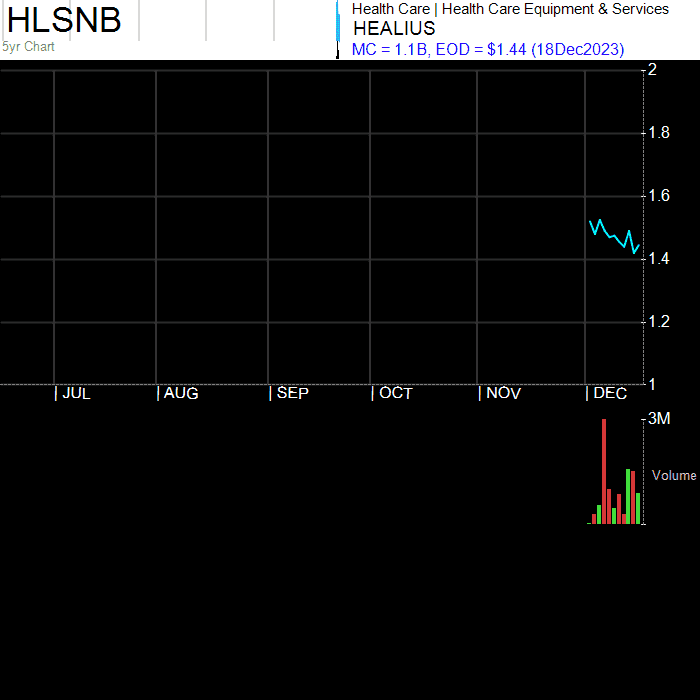 HLSNB
5yr Chart
Health Care | Health Care Equipment & Services
HEALIUS
MC = 1.1B, EOD = $1.44 (18Dec2023)
2
1.8
1.6
1.4
1.2
1
| JUL | AUG | SEP | OCT | NOV | DEC
3M
Volume